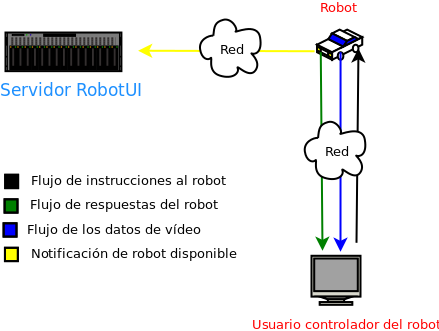 Robot
Red
Servidor RobotUI
Red
Flujo de instrucciones al robot
Flujo de respuestas del robot
Flujo de los datos de vídeo
Notificación de robot disponible
Usuario controlador del robot